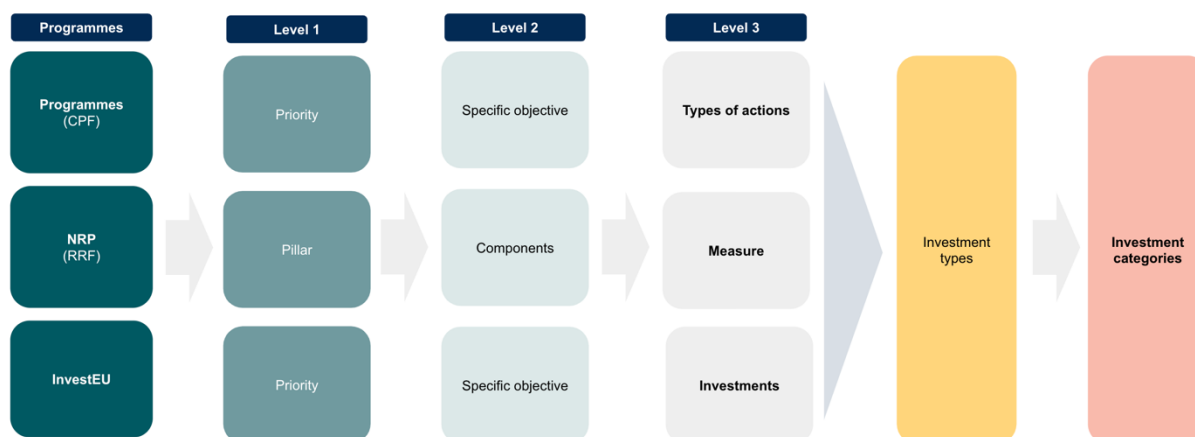 Programmes
Level 1
Level 2
Level 3
Programmes
(CPF)
Priority
Specific objective
Types of actions
NRP
(RRF)
Pillar
Components
Measure
Investment
types
Investment
categories
InvestEU
Priority
Specific objective
Investments